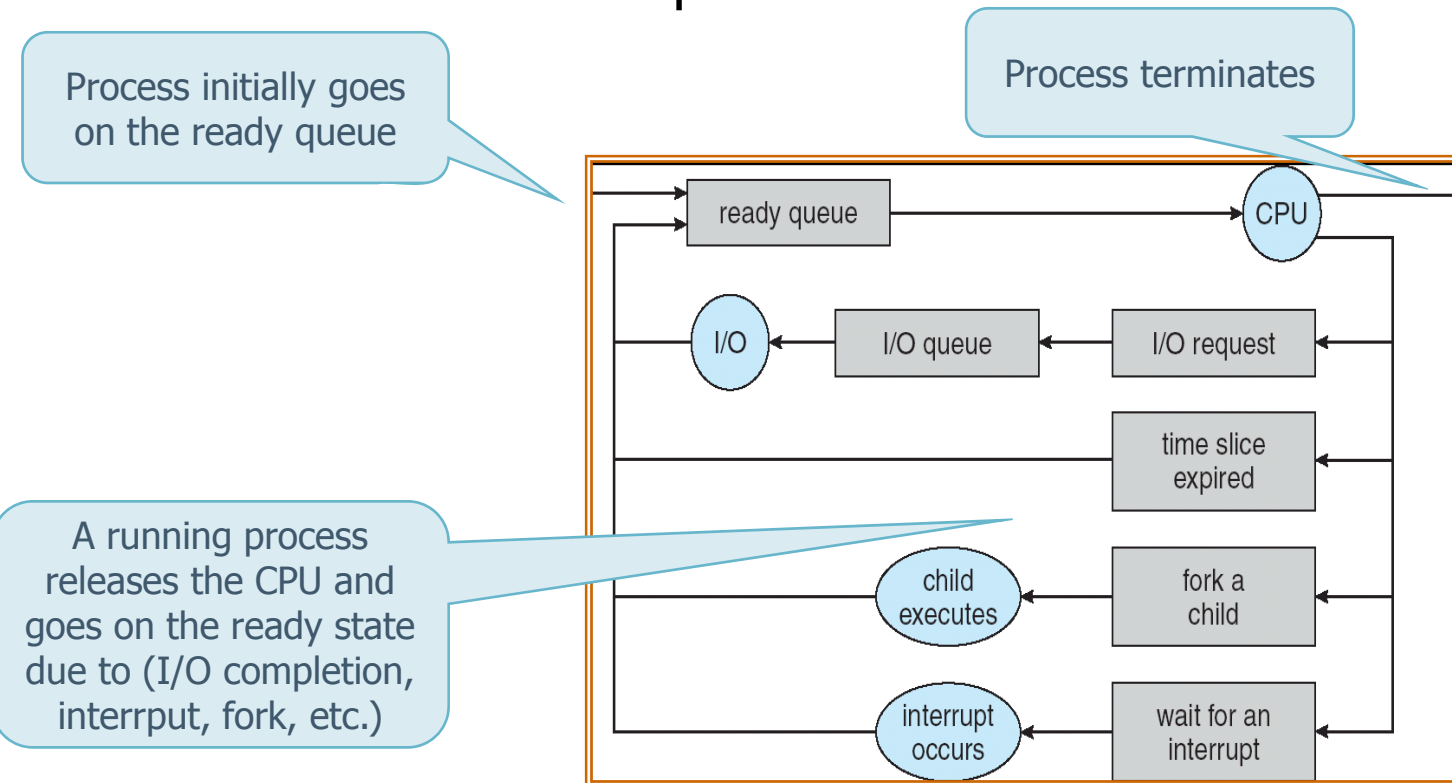 Process initially goes
on the ready queue
Process terminates
ready queue
CPU
I/O
I/O queue
I/O request
time slice
expired
A running process
releases the CPU and
goes on the ready state
due to (I/O completion,
interrput, fork, etc.)
child
executes
fork a
child
interrupt
occurs
wait for an
interrupt